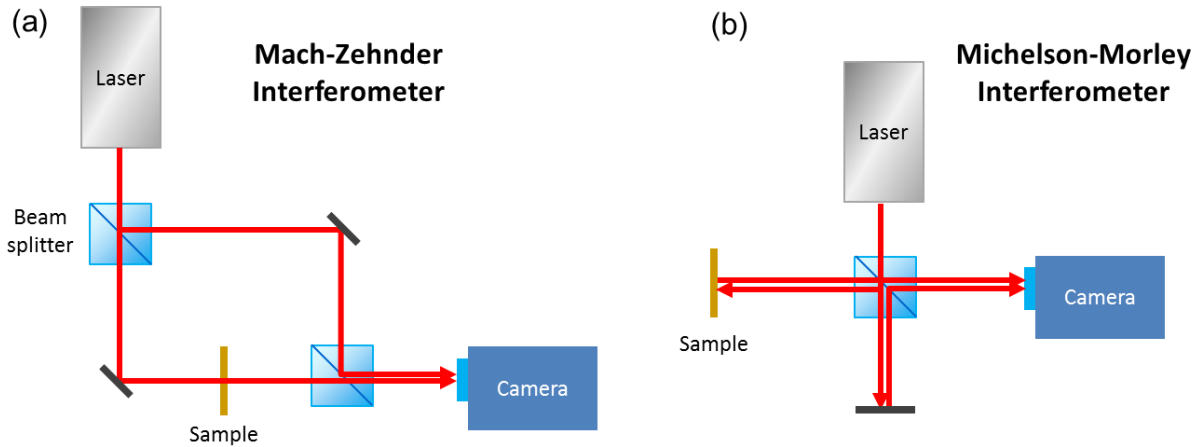 (a)
Mach-Zehnder
Interferometer
Laser
Beam
splitter
Sample
Camera
(b)
Michelson-Morley
Interferometer
Laser
Sample
Camera